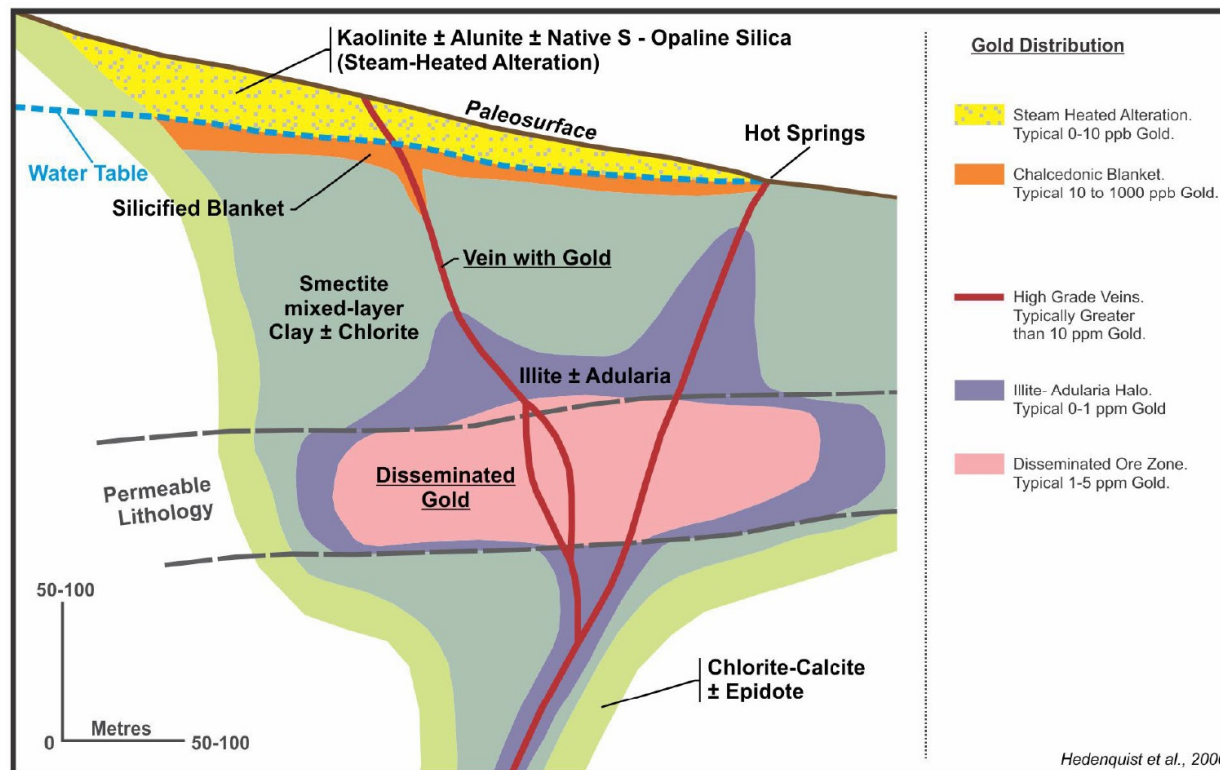 Kaolinite ± Alunite ± Native S - Opaline Silica
(Steam-Heated Alteration)
Paleosurface
Hot Springs
Water Table
Silicified Blanket
Vein with Gold
Smectite
mixed-layer
Clay ± Chlorite
Illite ± Adularia
Disseminated
Gold
Permeable
Lithology
50-100
Metres
0
50-100
Chlorite-Calcite
± Epidote
Gold Distribution
Steam Heated Alteration.
Typical 0-10 ppb Gold.
Chalcedonic Blanket.
Typical 10 to 1000 ppb Gold.
High Grade Veins.
Typically Greater
than 10 ppm Gold.
Illite- Adularia Halo.
Typical 0-1 ppm Gold
Disseminated Ore Zone.
Typical 1-5 ppm Gold.
Hedenquist et al.,